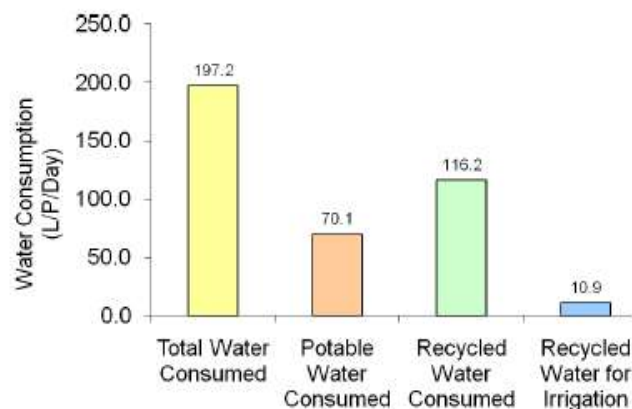 Water Consumption
(L/P/Day)
250.0
200.0
150.0
100.0
50.0
0.0
197.2
70.1
116.2
10.9
Total Water
Consumed
Potable
Water
Consumed
Recycled
Water
Consumed
Recycled
Water for
Irrigation